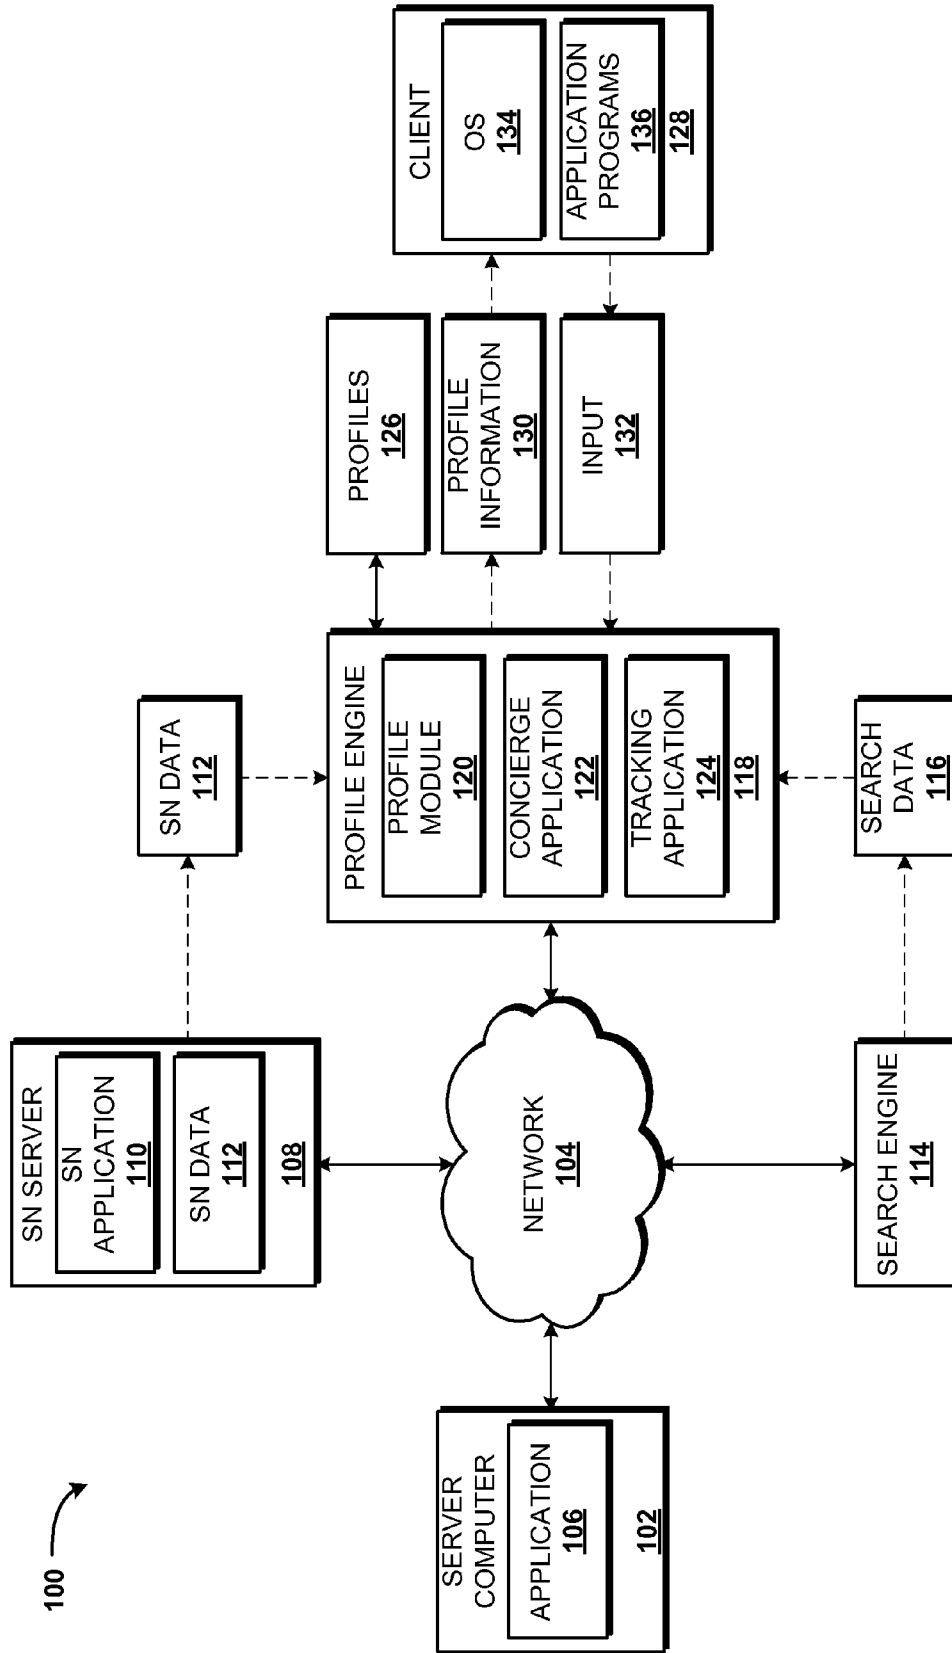 100
SERVER
COMPUTER
APPLICATION
106
102
SN SERVER
SN
APPLICATION
110
SN DATA
112
108
NETWORK
104
SEARCH ENGINE
114
SN DATA
112
SEARCH
DATA
116
PROFILE ENGINE
PROFILE
MODULE
120
CONCIERGE
APPLICATION
122
TRACKING
APPLICATION
124
118
PROFILES
126
PROFILE
INFORMATION
130
INPUT
132
CLIENT
OS
134
APPLICATION
PROGRAMS
136
128